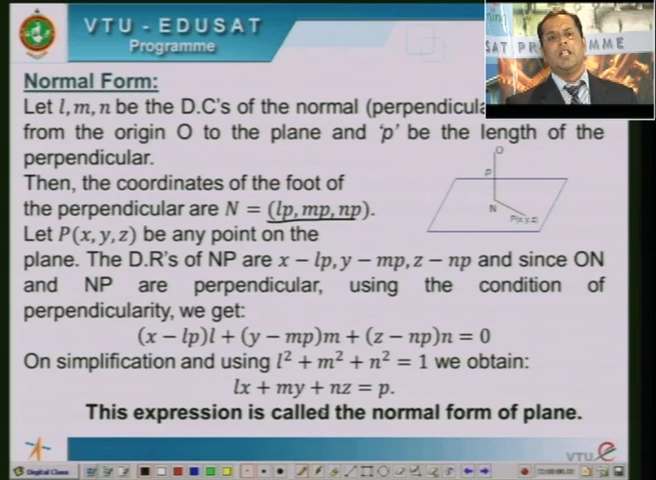 VTU - EDUSAT
Programme
SAT PROGRAMME
Normal Form:
Let l, m, n be the D.C's of the normal
from the origin O to the plane and 'p' be the length of the
perpendicular.
Then, the coordinates of the foot of
the perpendicular are N = (lp, mp, np).
Let P(x, y, z) be any point on the
plane. The D.R's of NP are x − lp, y − mp, z − np and since ON
and NP are perpendicular, using the condition of
perpendicularity, we get:
(x − lp)l + (y − mp)m + (z − np)n = 0
On simplification and using l² + m² + n² = 1 we obtain:
lx + my + nz = p.
This expression is called the normal form of plane.
O
p
N
P(x,y,z)
VTU e
Digital Class